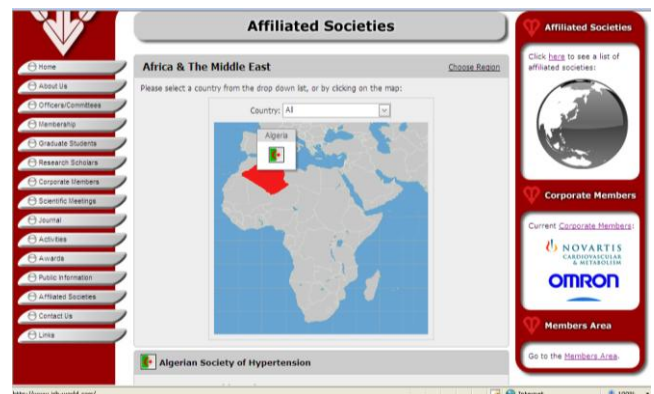 Affiliated Societies
Home
About Us
Officers/Committees
Membership
Graduate Students
Research Scholars
Corporate Members
Scientific Meetings
Journal
Activities
Awards
Public Information
Affiliated Societies
Contact Us
Links
Africa & The Middle East
Choose Region
Please select a country from the drop down list, or by clicking on the map:
Country: All
Algeria
Algerian Society of Hypertension
Affiliated Societies
Click here to see a list of
affiliated societies:
Corporate Members
Current Corporate Members:
NOVARTIS
CARDIOVASCULAR
& METABOLISM
OMRON
Members Area
Go to the Members Area.
Internet
100%